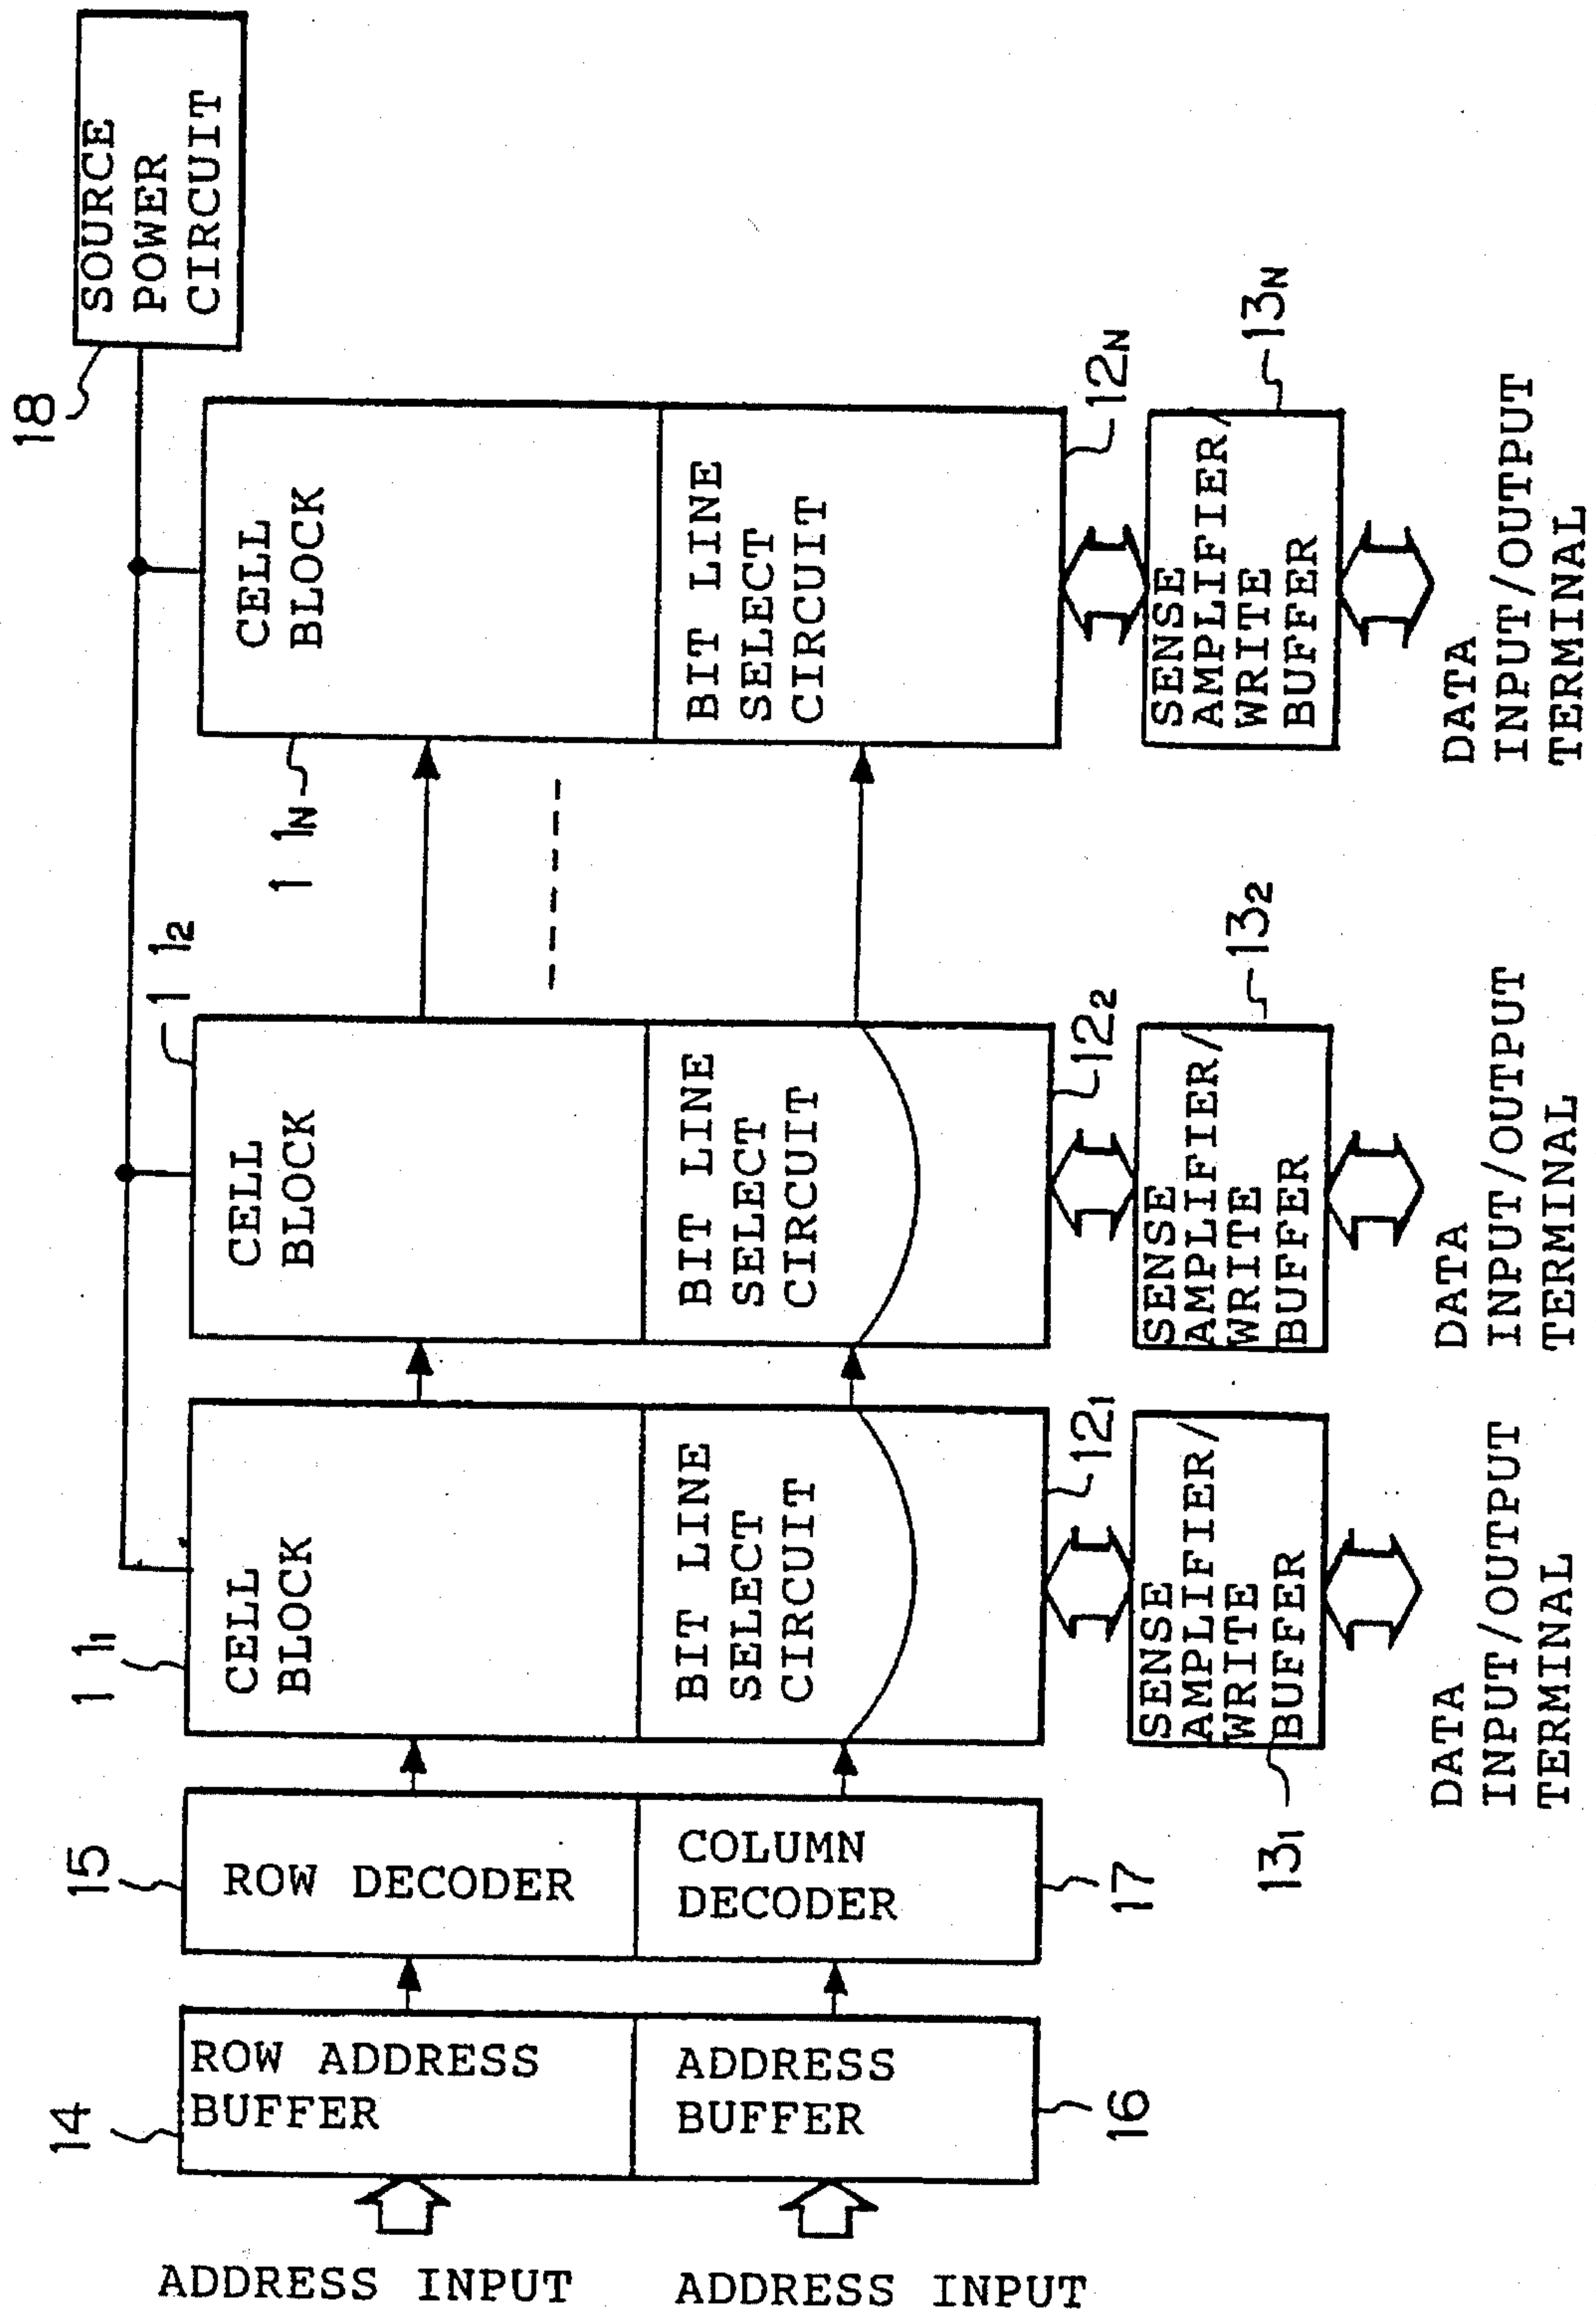 18
SOURCE
POWER
CIRCUIT
14
ROW ADDRESS
BUFFER
15
ROW DECODER
11₁
CELL
BLOCK
11₂
CELL
BLOCK
11N
CELL
BLOCK
ADDRESS
BUFFER
16
COLUMN
DECODER
17
BIT LINE
SELECT
CIRCUIT
12₁
BIT LINE
SELECT
CIRCUIT
12₂
BIT LINE
SELECT
CIRCUIT
12N
ADDRESS INPUT
ADDRESS INPUT
13₁
SENSE
AMPLIFIER/
WRITE
BUFFER
13₂
SENSE
AMPLIFIER/
WRITE
BUFFER
13N
SENSE
AMPLIFIER/
WRITE
BUFFER
DATA
INPUT/OUTPUT
TERMINAL
DATA
INPUT/OUTPUT
TERMINAL
DATA
INPUT/OUTPUT
TERMINAL